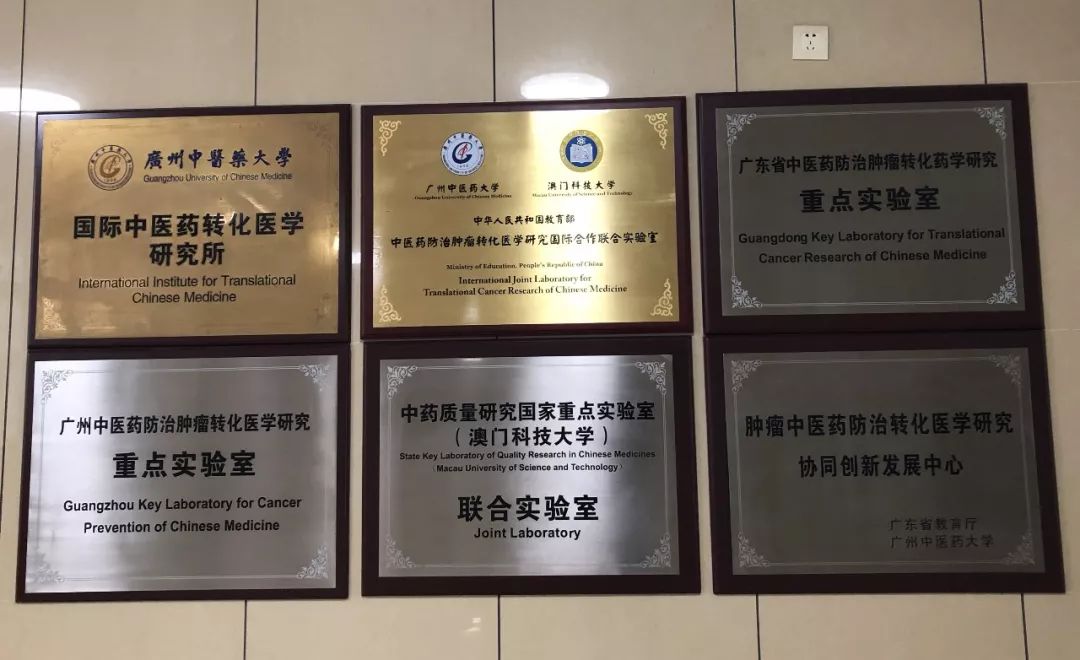 廣州中醫藥大學
Guangzhou University of Chinese Medicine
国际中医药转化医学
研究所
International Institute for Translational
Chinese Medicine
广州中医药大学
Guangzhou University of Chinese Medicine
澳门科技大学
Macau University of Science and Technology
中华人民共和国教育部
中医药防治肿瘤转化医学研究国际合作联合实验室
Ministry of Education, People's Republic of China
International Joint Laboratory for
Translational Cancer Research of Chinese Medicine
广东省中医药防治肿瘤转化药学研究
重点实验室
Guangdong Key Laboratory for Translational
Cancer Research of Chinese Medicine
广州中医药防治肿瘤转化医学研究
重点实验室
Guangzhou Key Laboratory for Cancer
Prevention of Chinese Medicine
中药质量研究国家重点实验室
（澳门科技大学）
State Key Laboratory of Quality Research in Chinese Medicines
（Macau University of Science and Technology）
联合实验室
Joint Laboratory
肿瘤中医药防治转化医学研究
协同创新发展中心
广东省教育厅
广州中医药大学